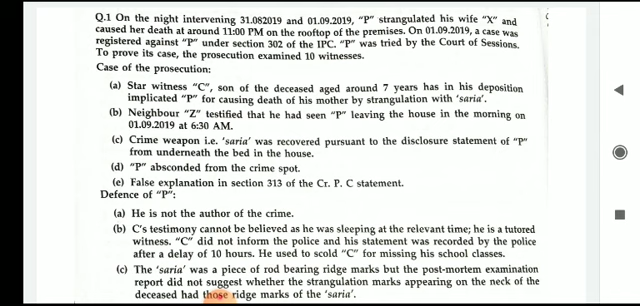 Q.1 On the night intervening 31.082019 and 01.09.2019, "P" strangulated his wife "X" and
caused her death at around 11:00 PM on the rooftop of the premises. On 01.09.2019, a case was
registered against "P" under section 302 of the IPC. "P" was tried by the Court of Sessions.
To prove its case, the prosecution examined 10 witnesses.
Case of the prosecution:
(a) Star witness "C", son of the deceased aged around 7 years has in his deposition
implicated "P" for causing death of his mother by strangulation with 'saria'.
(b) Neighbour "Z" testified that he had seen "P" leaving the house in the morning on
01.09.2019 at 6:30 AM.
(c) Crime weapon i.e. 'saria' was recovered pursuant to the disclosure statement of "P"
from underneath the bed in the house.
(d) "P" absconded from the crime spot.
(e) False explanation in section 313 of the Cr. P. C statement.
Defence of "P":
(a) He is not the author of the crime.
(b) C's testimony cannot be believed as he was sleeping at the relevant time; he is a tutored
witness. "C" did not inform the police and his statement was recorded by the police
after a delay of 10 hours. He used to scold "C" for missing his school classes.
(c) The 'saria' was a piece of rod bearing ridge marks but the post-mortem examination
report did not suggest whether the strangulation marks appearing on the neck of the
deceased had those ridge marks of the 'saria'.